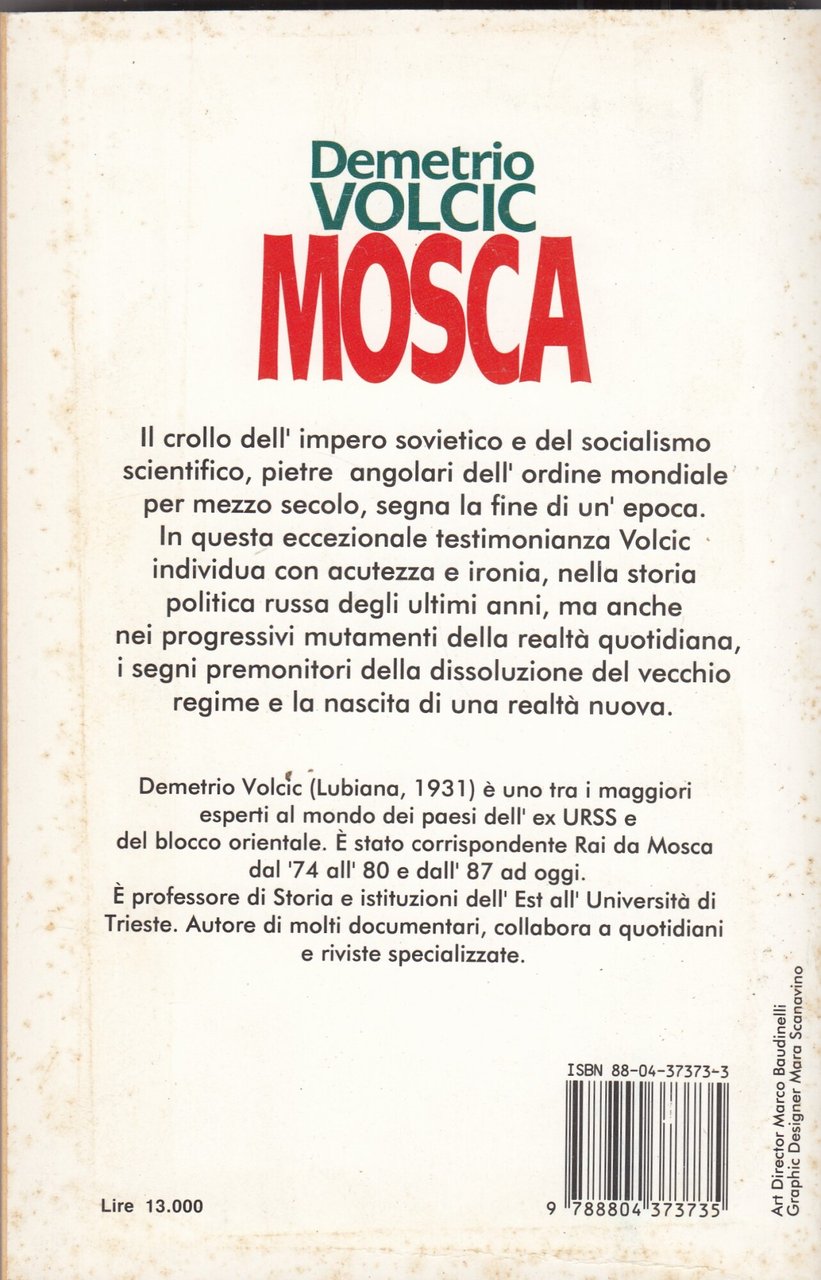 Demetrio
VOLCIC
MOSCA
Il crollo dell' impero sovietico e del socialismo
scientifico, pietre angolari dell' ordine mondiale
per mezzo secolo, segna la fine di un' epoca.
In questa eccezionale testimonianza Volcic
individua con acutezza e ironia, nella storia
politica russa degli ultimi anni, ma anche
nei progressivi mutamenti della realtà quotidiana,
i segni premonitori della dissoluzione del vecchio
regime e la nascita di una realtà nuova.
Demetrio Volcic (Lubiana, 1931) è uno tra i maggiori
esperti al mondo dei paesi dell' ex URSS e
del blocco orientale. È stato corrispondente Rai da Mosca
dal '74 all' 80 e dall' 87 ad oggi.
È professore di Storia e istituzioni dell' Est all' Università di
Trieste. Autore di molti documentari, collabora a quotidiani
e riviste specializzate.
Art Director Marco Baudinelli
Graphic Designer Mara Scanavino
ISBN 88-04-37373-3
9 788804 373735
Lire 13.000